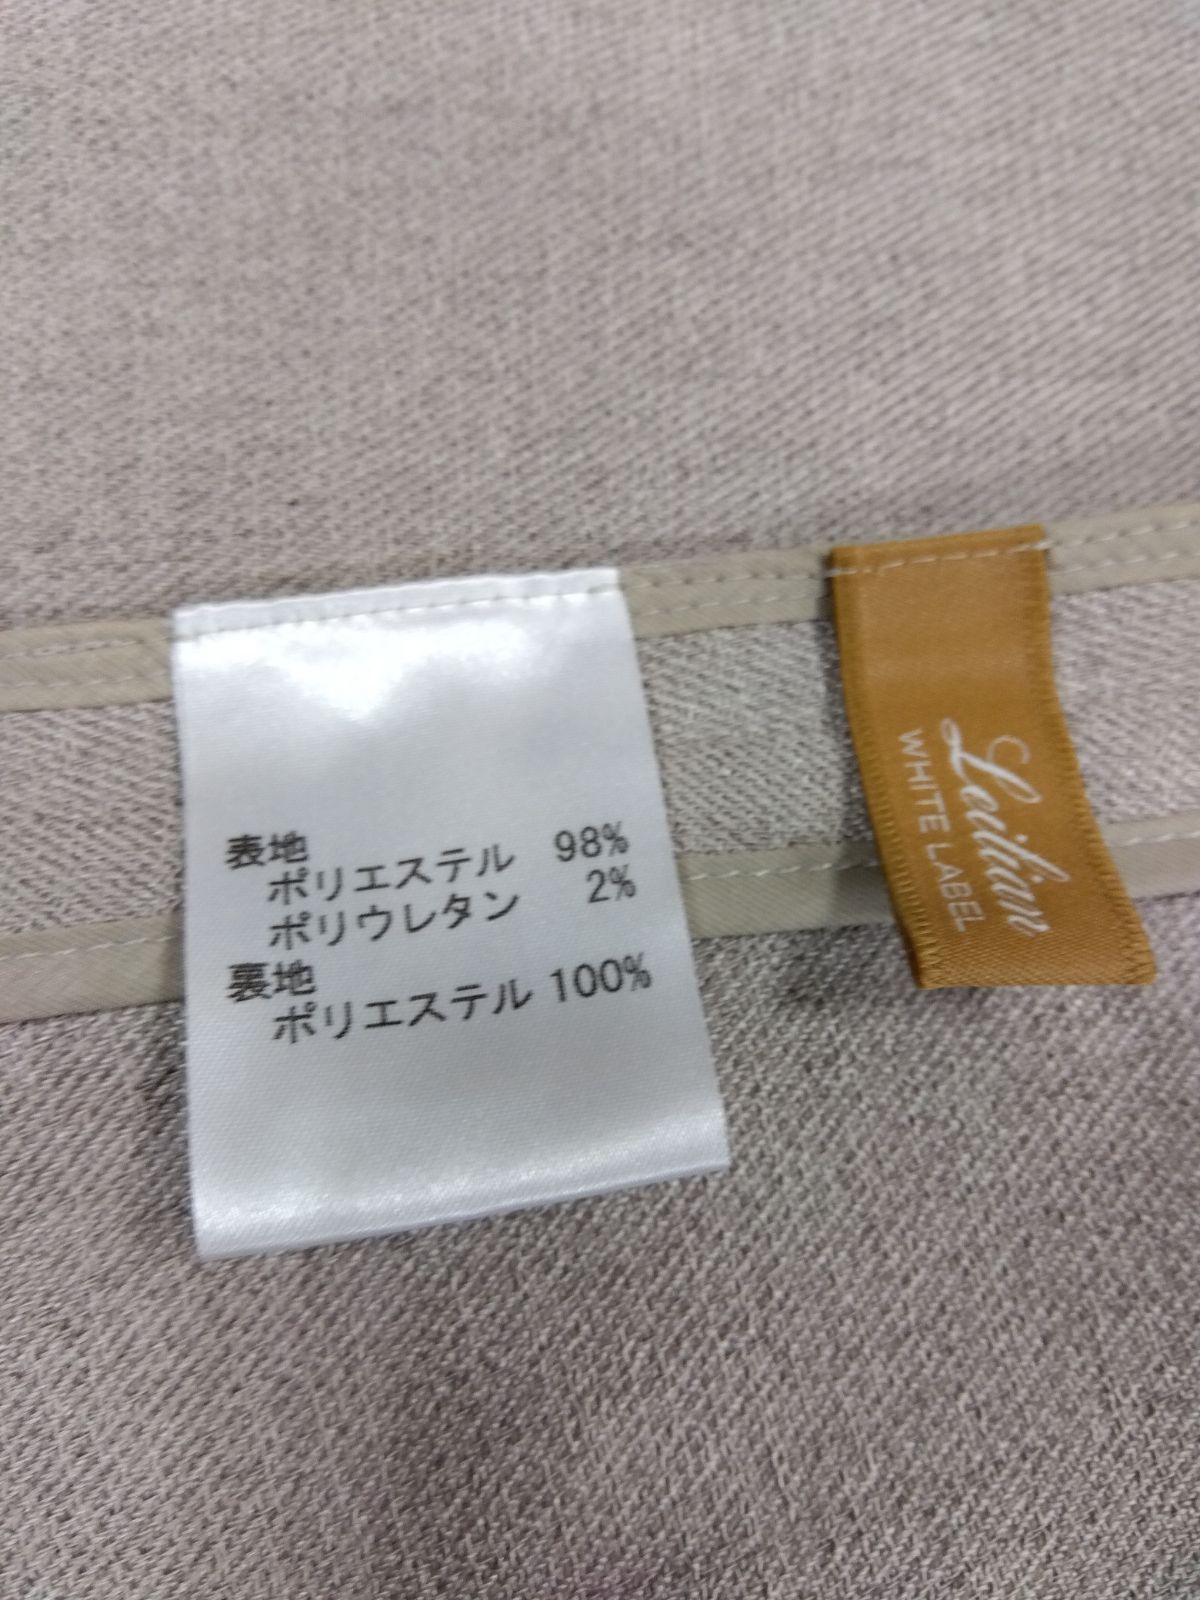 表地
ポリエステル 98%
ポリウレタン 2%
裏地
ポリエステル 100%
Leilian
WHITE LABEL